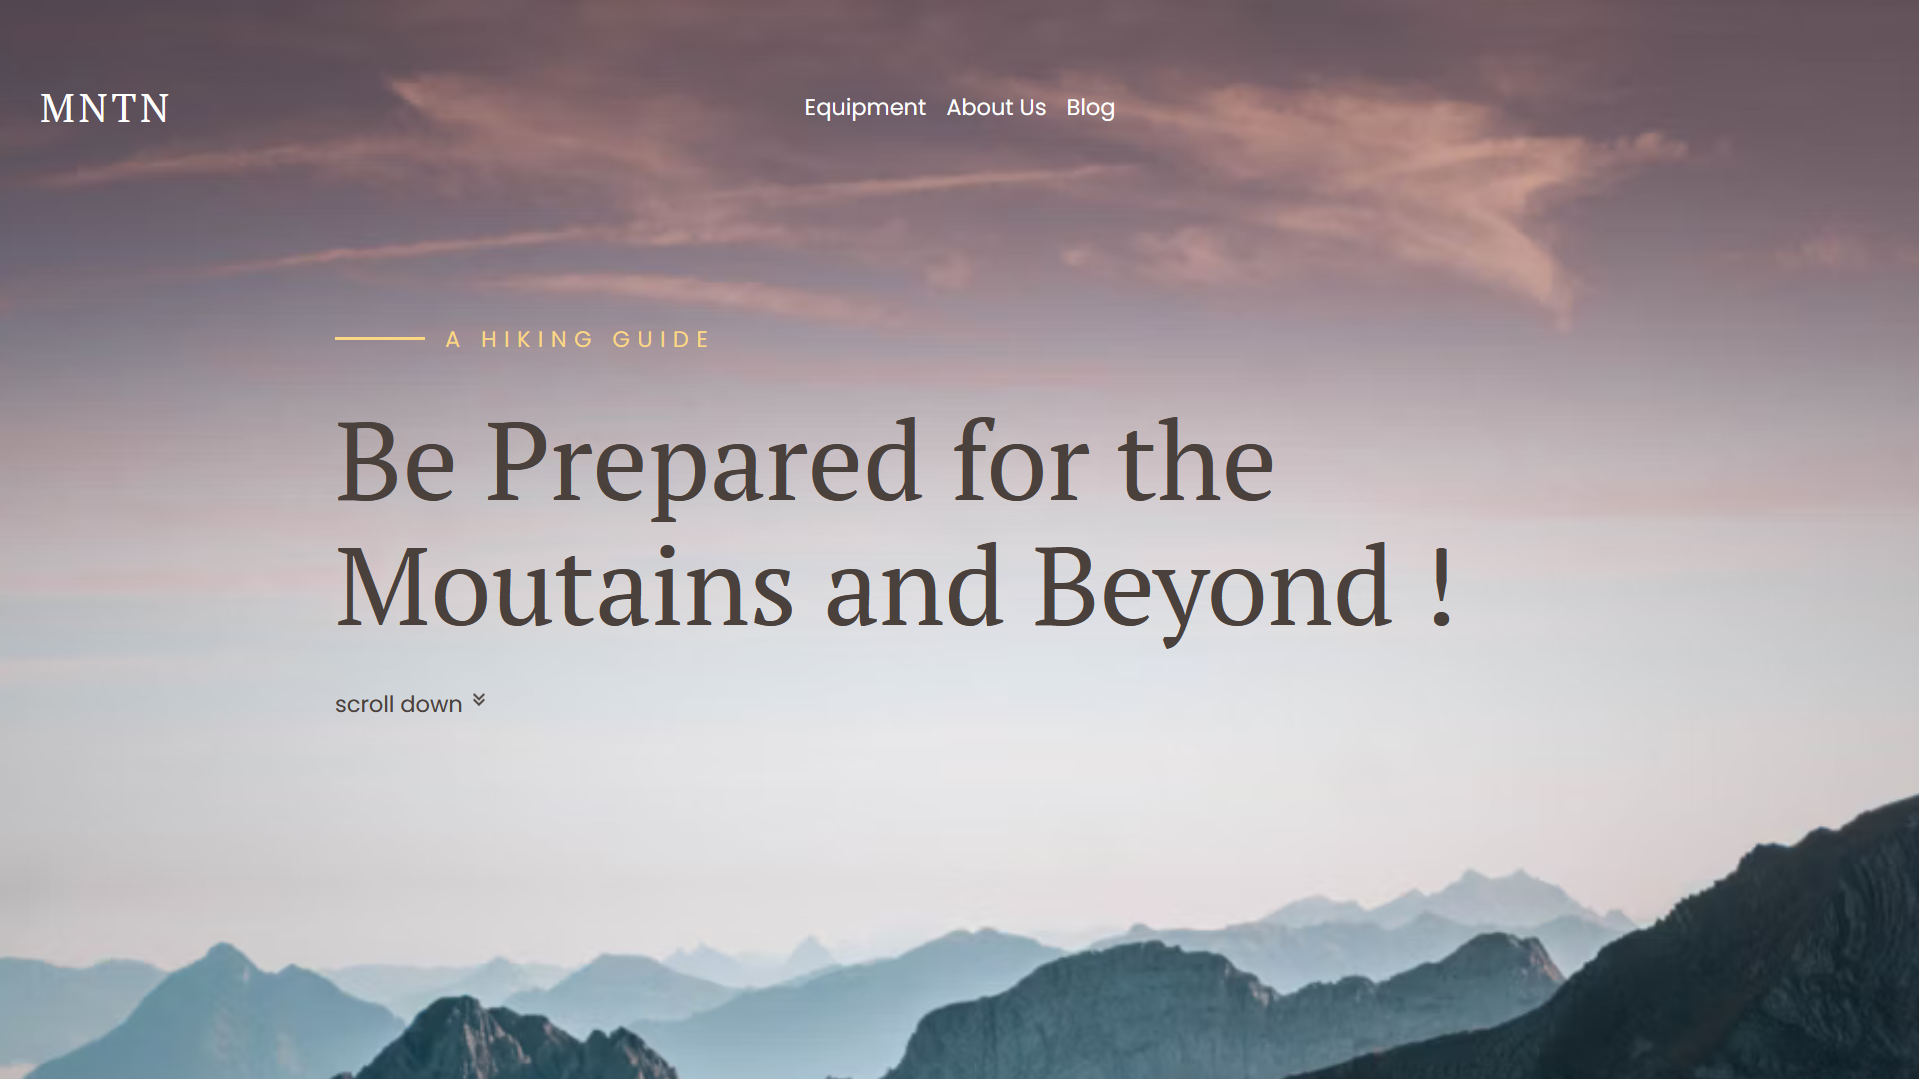 MNTN
Equipment About Us Blog
A HIKING GUIDE
Be Prepared for the
Moutains and Beyond !
scroll down